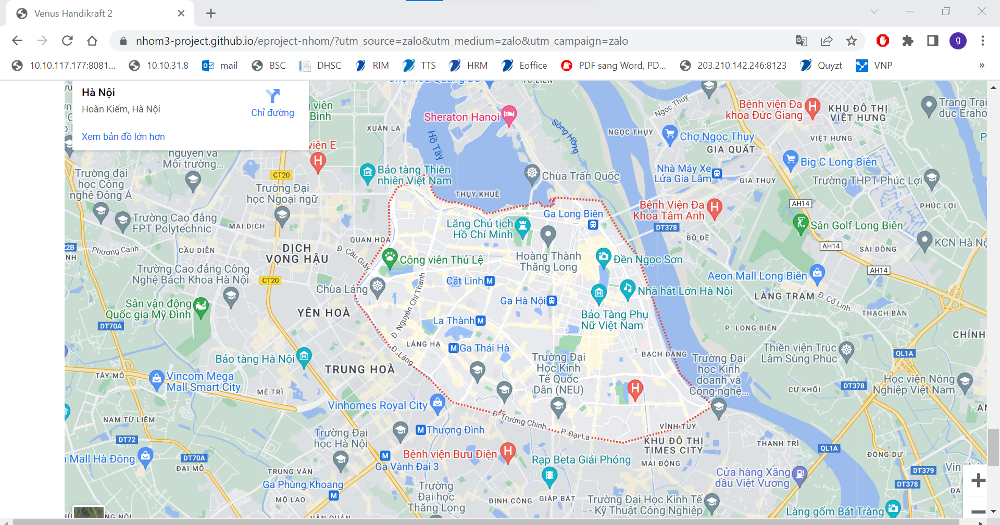 Venus Handikraft 2
nhom3-project.github.io/eproject-nhom/?utm_source=zalo&utm_medium=zalo&utm_campaign=zalo
g
10.10.117.177:8081...
10.10.31.8
mail
BSC
DHSC
RIM
TTS
HRM
Eoffice
PDF sang Word, PD...
203.210.142.246:8123
Quyzt
VNP
»
Hà Nội
Hoàn Kiếm, Hà Nội
Chỉ đường
Xem bản đồ lớn hơn
viên
Bình
XUÂN LA
Sheraton Hanoi
Hồ Tây
Sông Hồng
Ngọc Thụy
NGỌC THỤY
Bệnh viện Đa
khoa Đức Giang
KHU ĐÔ THỊ
VIỆT HƯNG
Trang Trại
dục Eraho
Chợ Ngọc Thụy
VIỆT HƯNG
GIA QUẤT
viện E
nguyên và
Môi trường...
Trường đại
học Công
nghệ Đông Á
CT20
Trường Đại
học Ngoại ngữ
Bảo tàng Thiên
nhiên Việt Nam
THỤY KHUÊ
Chùa Trấn Quốc
Nhà Máy Xe
Lửa Gia Lâm
Big C Long Biên
GIA THỤY
Trường THPT Phúc Lợi
PHÚC LỢI
AH14
Trường Cao đẳng
FPT Polytechnic
MAI DỊCH
Bệnh Viện Đa
Khoa Tâm Anh
Ga Long Biên
DT378
Lăng Chủ tịch
Hồ Chí Minh
Sân Golf Long Biên
BỒ ĐỀ
AH14
KCN Hà Nộ
SÀI ĐỒNG
22B
ANH
Phương Canh
CẦU DIỄN
DỊCH
VỌNG HẬU
QUAN HOA
Đ. Cầu Giấy
Công viên Thủ Lệ
Hoàng Thành
Thăng Long
Đền Ngọc Sơn
AH14
Aeon Mall Long Biên
Trường Cao đẳng Công
Nghệ Bách Khoa Hà Nội
CT20
Chùa Láng
Cát Linh
Đ. Nguyễn Chí Thanh
Ga Hà Nội
Nhà hát Lớn Hà Nội
LÀNG TRẠM
Đ. Cổ Linh
THẠCH BÀN
Sân vận động
Quốc gia Mỹ Đình
YÊN HOÀ
La Thành
Bảo Tàng Phụ
Nữ Việt Nam
DT70A
P. LONG BIÊN
CHÍNH
LÁNG HẠ
Ga Thái Hà
Đ. Láng
BẠCH ĐẰNG
Thiền viện Trúc
Lâm Sùng Phúc
QL1A
Bảo tàng Hà Nội
TRUNG HOÀ
Trường Đại
Học Kinh
Tế Quốc
Dân (NEU)
Trường Đại
học Kinh
doanh và
Công nghệ...
TÂY MỖ
Vincom Mega
Mall Smart City
MỄ TRÌ
CỰ KHỐI
DT378
Học viện Nông
Nghiệp Việt Nam
Vinhomes Royal City
Đ. Trường Chinh
P. Đại La
VĨNH TUY
NAM TỪ LIÊM
DT72
Trường Đại
học Hà Nội
Thượng Đình
KHU ĐÔ THỊ
TIMES CITY
THANH TRÌ
QL1A
Mall Hà Đông
DT70A
ĐẠI MỖ
Ga Vành Đai 3
Bệnh viện Bưu Điện
Rạp Beta Giải Phóng
MAI ĐỘNG
ĐÔNG DƯ
TRUNG VĂN
Ga Phùng Khoang
MỘ LAO
Trường
Đại học
Thăng Long
ĐỊNH CÔNG
GIÁP BÁT
Cửa hàng Xăng
dầu Việt Vương
DT379
DT378
Vin
ĐA
Trường Đại Học Kinh Tế
- Kỹ Thuật Công Nghiệp
Làng gốm Bát Tràng
VĂN QUÁN